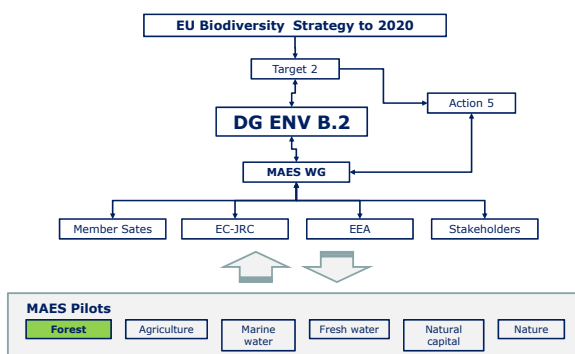 EU Biodiversity Strategy to 2020
Target 2
Action 5
DG ENV B.2
MAES WG
Member Sates
EC-JRC
EEA
Stakeholders
MAES Pilots
Forest
Agriculture
Marine
water
Fresh water
Natural
capital
Nature